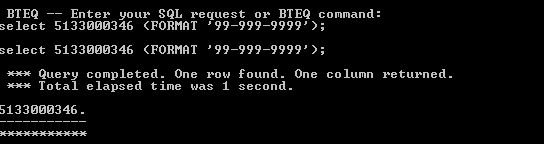 BTEQ -- Enter your SQL request or BTEQ command:
select 5133000346 (FORMAT '99-999-9999');
select 5133000346 (FORMAT '99-999-9999');
*** Query completed. One row found. One column returned.
*** Total elapsed time was 1 second.
5133000346.
-----------
***********